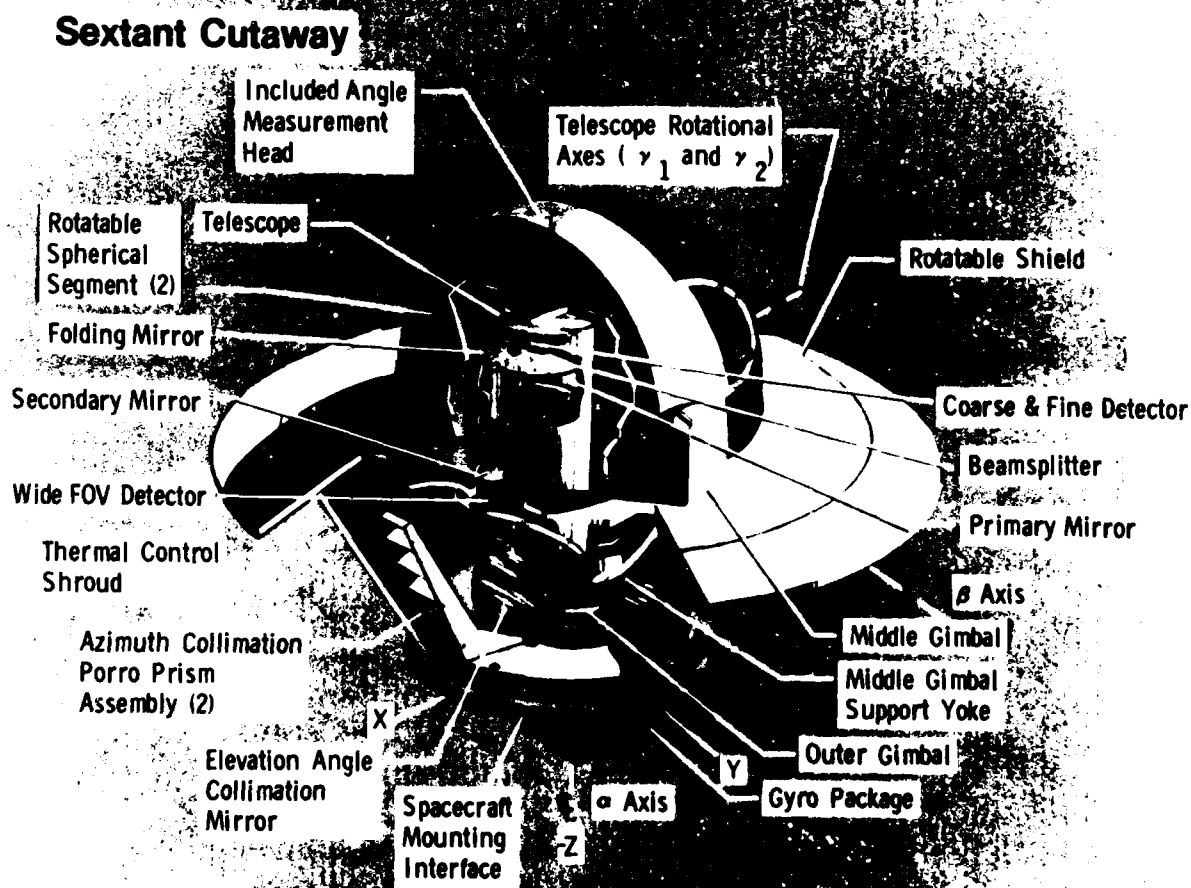 Sextant Cutaway
Included Angle
Measurement
Head
Telescope Rotational
Axes ( γ 1 and γ 2)
Rotatable
Spherical
Segment (2)
Telescope
Rotatable Shield
Folding Mirror
Secondary Mirror
Coarse & Fine Detector
Beamsplitter
Wide FOV Detector
Primary Mirror
Thermal Control
Shroud
β Axis
Azimuth Collimation
Porro Prism
Assembly (2)
Middle Gimbal
Middle Gimbal
Support Yoke
X
Elevation Angle
Collimation
Mirror
Outer Gimbal
Y
Spacecraft
Mounting
Interface
α Axis
Gyro Package
-Z